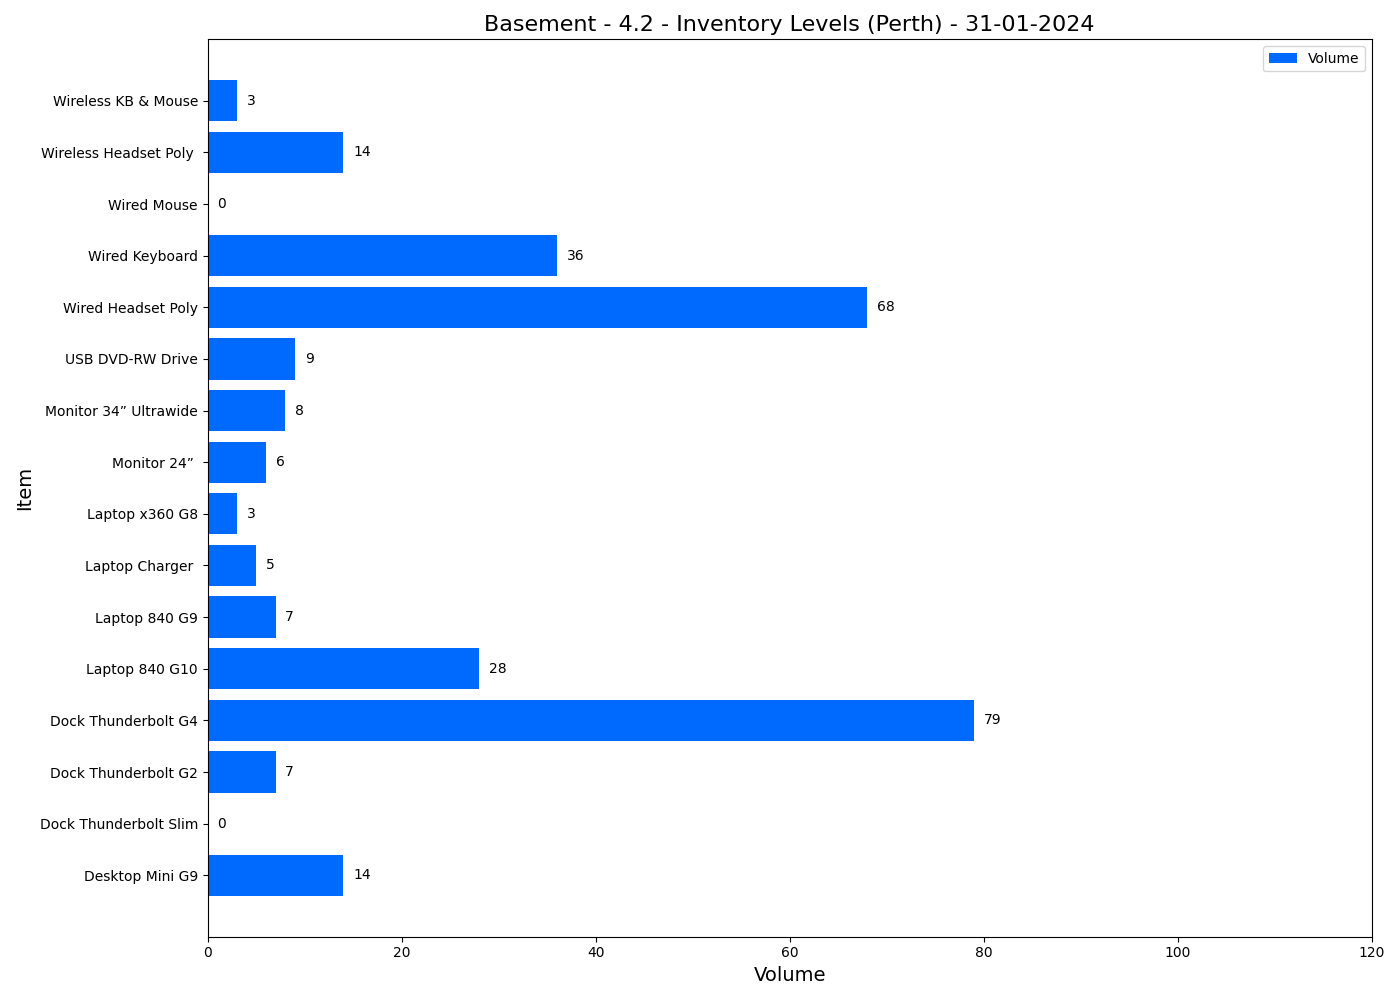 Basement - 4.2 - Inventory Levels (Perth) - 31-01-2024
Volume
Wireless KB & Mouse 3
Wireless Headset Poly 14
Wired Mouse 0
Wired Keyboard 36
Wired Headset Poly 68
USB DVD-RW Drive 9
Monitor 34” Ultrawide 8
Monitor 24” 6
Laptop x360 G8 3
Laptop Charger 5
Laptop 840 G9 7
Laptop 840 G10 28
Dock Thunderbolt G4 79
Dock Thunderbolt G2 7
Dock Thunderbolt Slim 0
Desktop Mini G9 14
Item
0 20 40 60 80 100 120
Volume